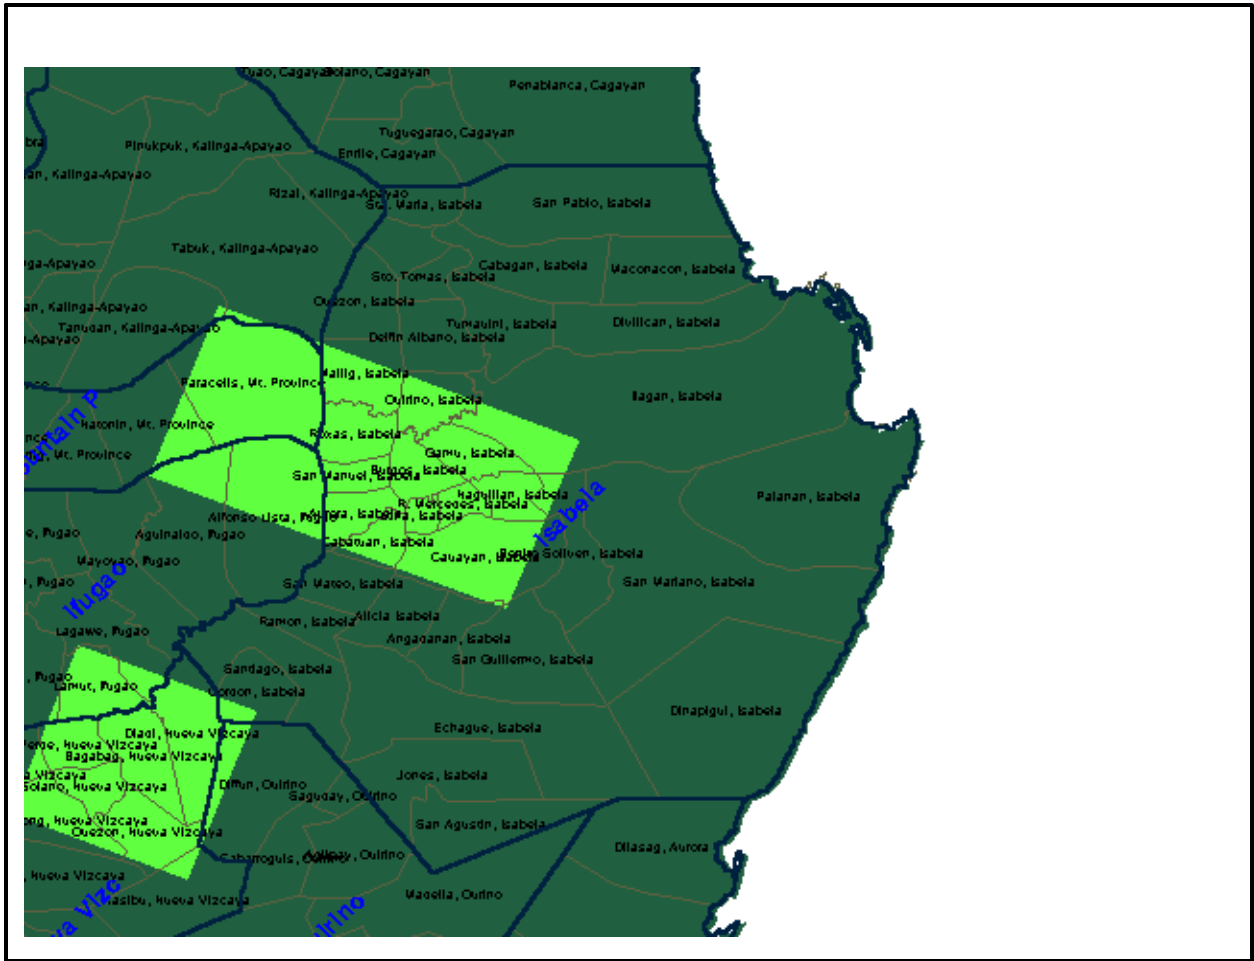 Penablanca, Cagayan
Tuguegarao, Cagayan
Enrile, Cagayan
Pinukpuk, Kalinga-Apayao
Rizal, Kalinga-Apayao
Sta. Maria, Isabela
San Pablo, Isabela
Tabuk, Kalinga-Apayao
Cabagan, Isabela
Maconacon, Isabela
Sto. Tomas, Isabela
Quezon, Isabela
Tumauini, Isabela
Divilican, Isabela
Tanudan, Kalinga-Apayao
Delfin Albano, Isabela
Mallig, Isabela
Paracelis, Mt. Province
Quirino, Isabela
Ilagan, Isabela
Natonin, Mt. Province
Roxas, Isabela
Mt. Province
Gamu, Isabela
Burgos, Isabela
San Manuel, Isabela
Naguilian, Isabela
Palanan, Isabela
R. Mercedes, Isabela
Aurora, Isabela
Isabela
Alfonso Lista, Ifugao
Aguinaldo, Ifugao
Cabatuan, Isabela
Cauayan, Isabela
Benito Soliven, Isabela
Mayoyao, Ifugao
San Mateo, Isabela
San Mariano, Isabela
Ifugao
Ramon, Isabela
Alicia Isabela
Lagawe, Ifugao
Angadanan, Isabela
San Guillermo, Isabela
Santiago, Isabela
Lamut, Ifugao
Cordon, Isabela
Dinapigui, Isabela
Echague, Isabela
Diadi, Nueva Vizcaya
Bagabag, Nueva Vizcaya
Jones, Isabela
Solano, Nueva Vizcaya
Diffun, Quirino
Saguday, Quirino
San Agustin, Isabela
Quezon, Nueva Vizcaya
Cabarroguis,
Aglipay, Quirino
Dilasag, Aurora
Nueva Vizcaya
Kasibu, Nueva Vizcaya
Madella, Quirino